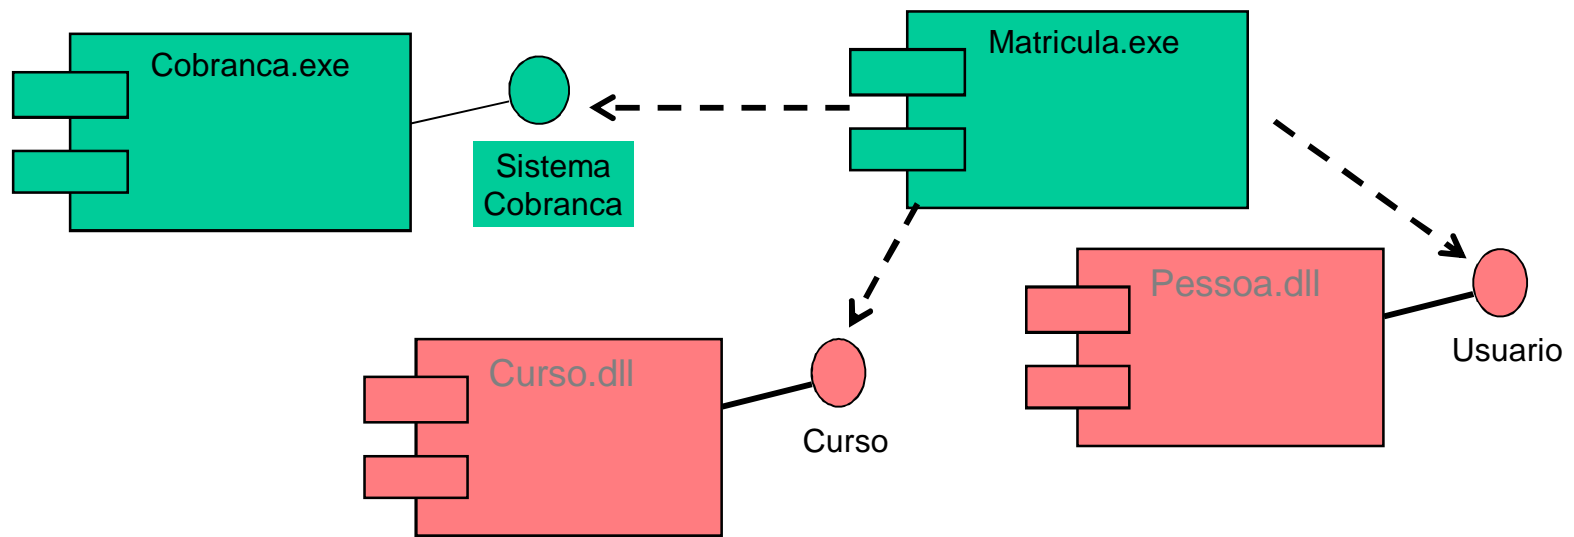 Cobranca.exe
Matricula.exe
Sistema
Cobranca
Pessoa.dll
Usuario
Curso.dll
Curso